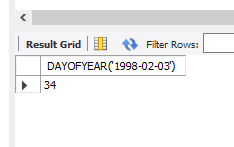 Result Grid Filter Rows:
DAYOFYEAR('1998-02-03')
34